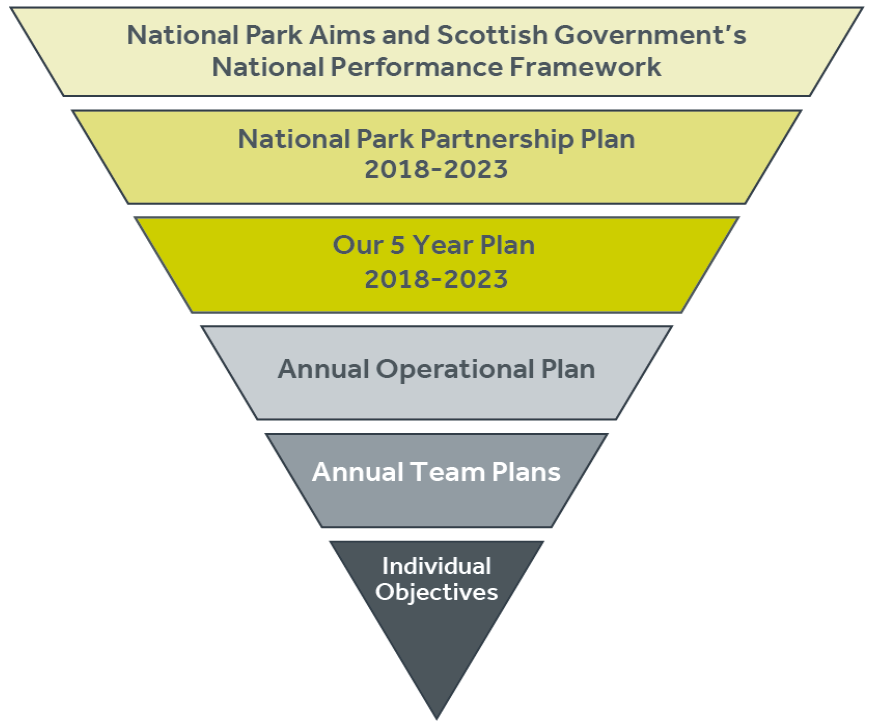 National Park Aims and Scottish Government’s
National Performance Framework
National Park Partnership Plan
2018-2023
Our 5 Year Plan
2018-2023
Annual Operational Plan
Annual Team Plans
Individual
Objectives